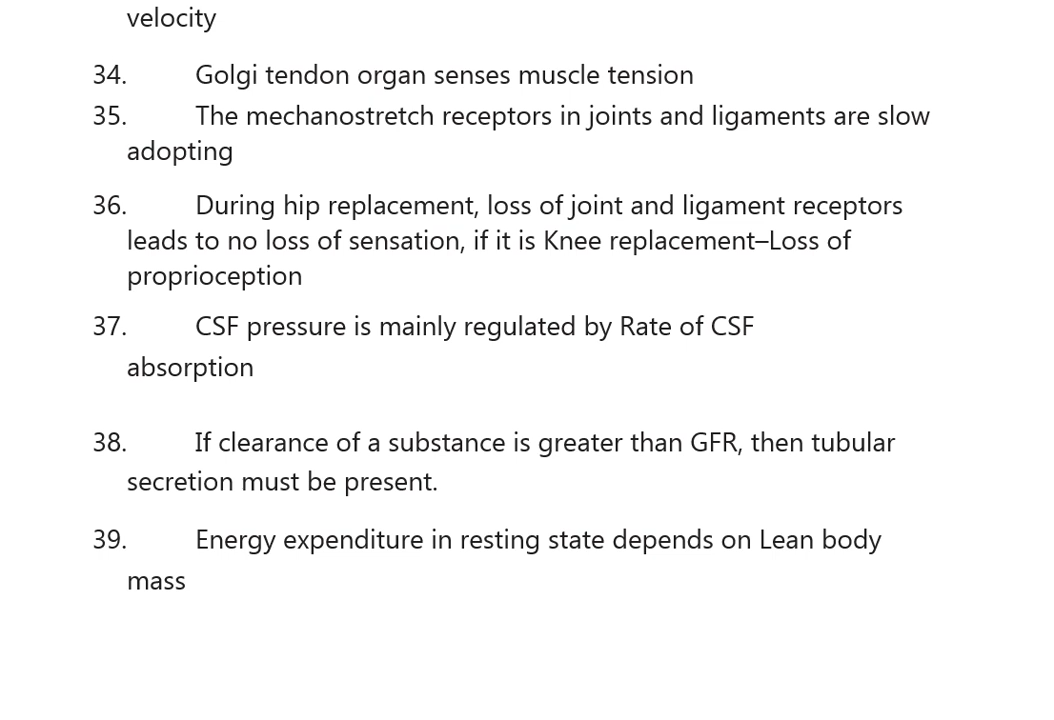 velocity
34. Golgi tendon organ senses muscle tension
35. The mechanostretch receptors in joints and ligaments are slow
adopting
36. During hip replacement, loss of joint and ligament receptors
leads to no loss of sensation, if it is Knee replacement–Loss of
proprioception
37. CSF pressure is mainly regulated by Rate of CSF
absorption
38. If clearance of a substance is greater than GFR, then tubular
secretion must be present.
39. Energy expenditure in resting state depends on Lean body
mass